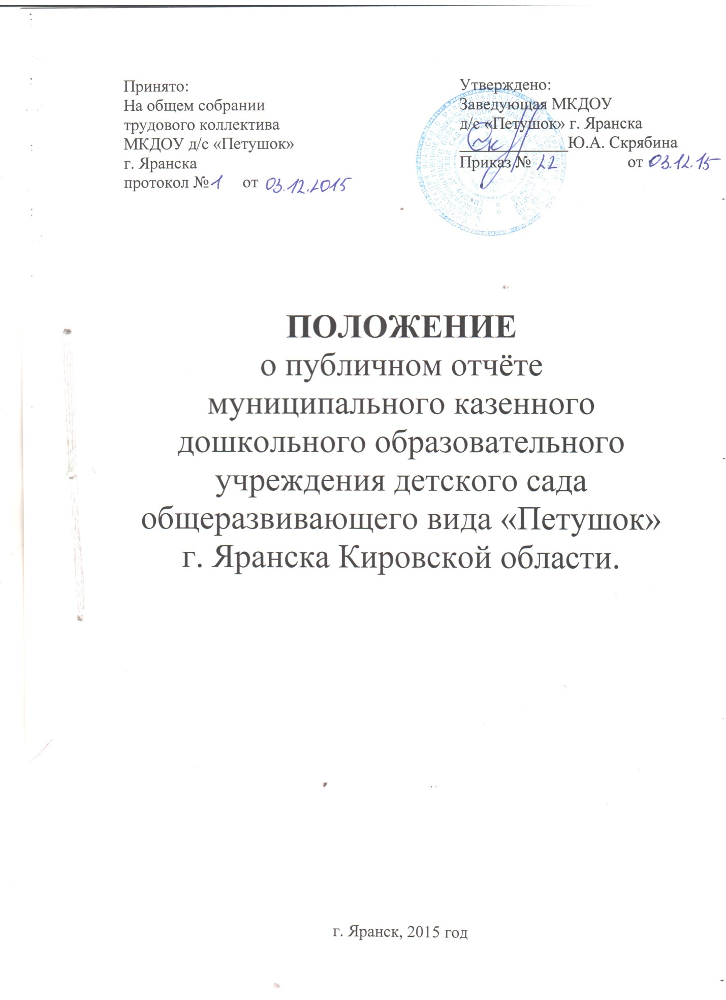 Принято:
На общем собрании
трудового коллектива
МКДОУ д/с «Петушок»
г. Яранска
протокол № 1 от 03.12.2015
Утверждено:
Заведующая МКДОУ
д/с «Петушок» г. Яранска
Ю.А. Скрябина
Приказ № 22 от 03.12.15
ПОЛОЖЕНИЕ
о публичном отчёте
муниципального казенного
дошкольного образовательного
учреждения детского сада
общеразвивающего вида «Петушок»
г. Яранска Кировской области.
г. Яранск, 2015 год